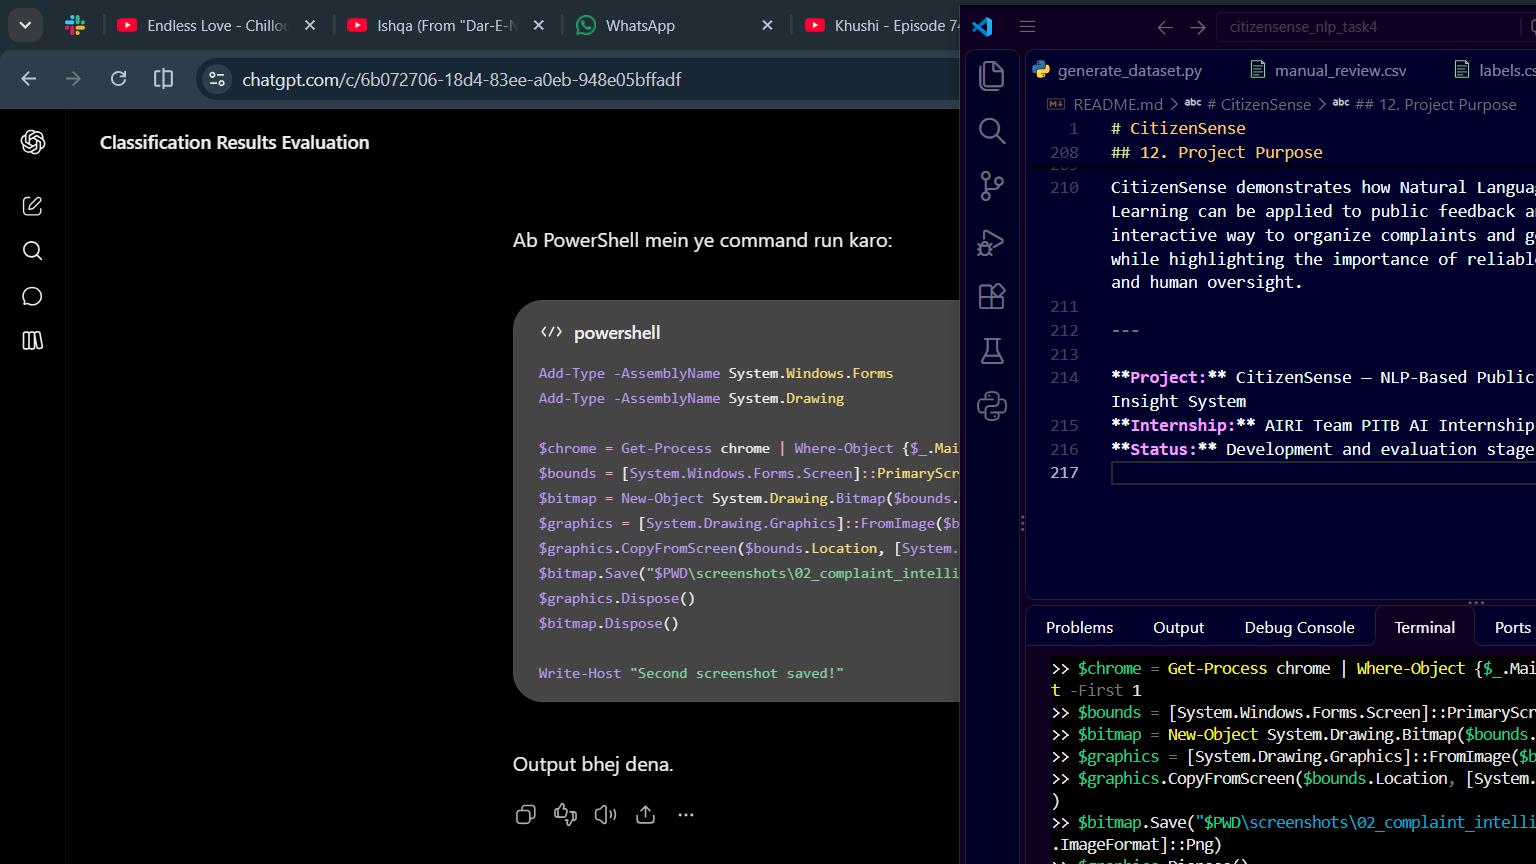 Endless Love - Chillou
Ishqa (From "Dar-E-N
WhatsApp
Khushi - Episode 74
chatgpt.com/c/6b072706-18d4-83ee-a0eb-948e05bffadf
Classification Results Evaluation
Ab PowerShell mein ye command run karo:
</> powershell
Add-Type -AssemblyName System.Windows.Forms
Add-Type -AssemblyName System.Drawing
$chrome = Get-Process chrome | Where-Object {$_.Mai
$bounds = [System.Windows.Forms.Screen]::PrimaryScr
$bitmap = New-Object System.Drawing.Bitmap($bounds.
$graphics = [System.Drawing.Graphics]::FromImage($b
$graphics.CopyFromScreen($bounds.Location, [System.
$bitmap.Save("$PWD\screenshots\02_complaint_intelli
$graphics.Dispose()
$bitmap.Dispose()
Write-Host "Second screenshot saved!"
Output bhej dena.
citizensense_nlp_task4
generate_dataset.py
manual_review.csv
labels.cs
README.md > abc # CitizenSense > abc ## 12. Project Purpose
1 # CitizenSense
208 ## 12. Project Purpose
210 CitizenSense demonstrates how Natural Langua
Learning can be applied to public feedback a
interactive way to organize complaints and g
while highlighting the importance of reliabl
and human oversight.
211
212 ---
213
214 **Project:** CitizenSense — NLP-Based Public
Insight System
215 **Internship:** AIRI Team PITB AI Internship
216 **Status:** Development and evaluation stage
217
Problems
Output
Debug Console
Terminal
Ports
>> $chrome = Get-Process chrome | Where-Object {$_.Mai
t -First 1
>> $bounds = [System.Windows.Forms.Screen]::PrimaryScr
>> $bitmap = New-Object System.Drawing.Bitmap($bounds.
>> $graphics = [System.Drawing.Graphics]::FromImage($b
>> $graphics.CopyFromScreen($bounds.Location, [System.
)
>> $bitmap.Save("$PWD\screenshots\02_complaint_intelli
.ImageFormat]::Png)
>> $graphics.Dispose()